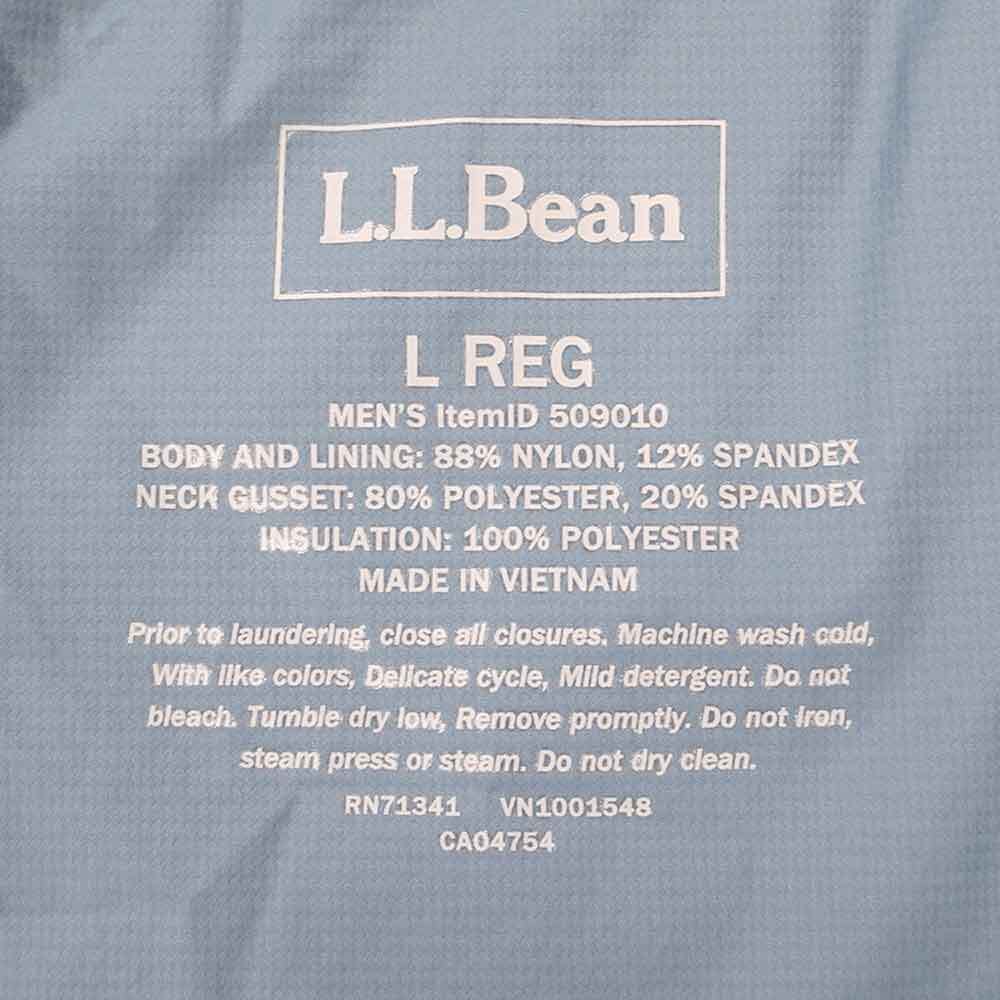 L.L.Bean
L REG
MEN'S ItemID 509010
BODY AND LINING: 88% NYLON, 12% SPANDEX
NECK GUSSET: 80% POLYESTER, 20% SPANDEX
INSULATION: 100% POLYESTER
MADE IN VIETNAM
Prior to laundering, close all closures. Machine wash cold,
With like colors, Delicate cycle, Mild detergent. Do not
bleach. Tumble dry low, Remove promptly. Do not iron,
steam press or steam. Do not dry clean.
RN71341 VN1001548
CA04754